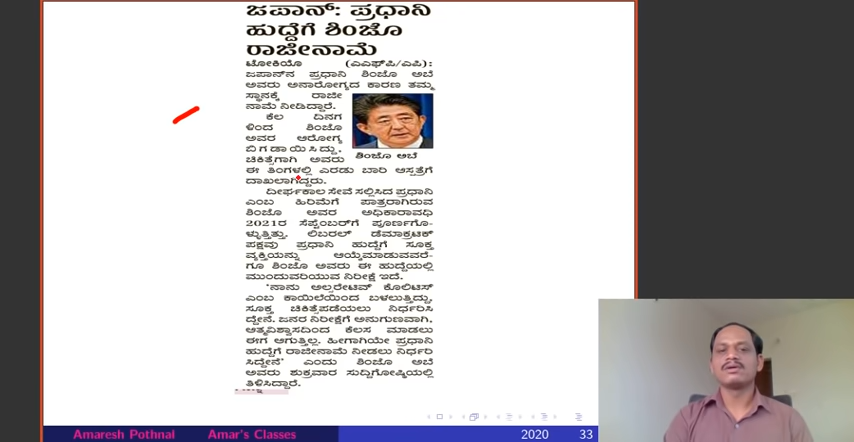 ಜಪಾನ್: ಪ್ರಧಾನಿ
ಹುದ್ದೆಗೆ ಶಿಂಜೊ
ರಾಜೀನಾಮೆ
ಟೋಕಿಯೊ (ಎಎಫ್‌ಪಿ/ಎಪಿ):
ಜಪಾನ್‌ನ ಪ್ರಧಾನಿ ಶಿಂಜೊ ಅಬೆ
ಅವರು ಅನಾರೋಗ್ಯದ ಕಾರಣ ತಮ್ಮ
ಸ್ಥಾನಕ್ಕೆ ರಾಜೀ
ನಾಮೆ ನೀಡಿದ್ದಾರೆ.
ಕೆಲ ದಿನಗ
ಳಿಂದ ಶಿಂಜೊ
ಅವರ ಆರೋಗ್ಯ
ಬಿಗಡಾಯಿಸಿದ್ದು,
ಚಿಕಿತ್ಸೆಗಾಗಿ ಅವರು
ಶಿಂಜೊ ಅಬೆ
ಈ ತಿಂಗಳಲ್ಲಿ ಎರಡು ಬಾರಿ ಆಸ್ಪತ್ರೆಗೆ
ದಾಖಲಾಗಿದ್ದರು.
ದೀರ್ಘಕಾಲ ಸೇವೆ ಸಲ್ಲಿಸಿದ ಪ್ರಧಾನಿ
ಎಂಬ ಹಿರಿಮೆಗೆ ಪಾತ್ರರಾಗಿರುವ
ಶಿಂಜೊ ಅವರ ಅಧಿಕಾರಾವಧಿ
2021ರ ಸೆಪ್ಟೆಂಬರ್‌ಗೆ ಪೂರ್ಣಗೊ-
ಳ್ಳುತ್ತಿತ್ತು. ಲಿಬರಲ್ ಡೆಮಾಕ್ರಟಿಕ್
ಪಕ್ಷವು ಪ್ರಧಾನಿ ಹುದ್ದೆಗೆ ಸೂಕ್ತ
ವ್ಯಕ್ತಿಯನ್ನು ಆಯ್ಕೆಮಾಡುವವರೆ-
ಗೂ ಶಿಂಜೊ ಅವರು ಈ ಹುದ್ದೆಯಲ್ಲಿ
ಮುಂದುವರಿಯುವ ನಿರೀಕ್ಷೆ ಇದೆ.
'ನಾನು ಅಲ್ಸರೇಟಿವ್ ಕೊಲಿಟಿಸ್
ಎಂಬ ಕಾಯಿಲೆಯಿಂದ ಬಳಲುತ್ತಿದ್ದು,
ಸೂಕ್ತ ಚಿಕಿತ್ಸೆಪಡೆಯಲು ನಿರ್ಧರಿಸಿ
ದ್ದೇನೆ. ಜನರ ನಿರೀಕ್ಷೆಗೆ ಅನುಗುಣವಾಗಿ,
ಆತ್ಮವಿಶ್ವಾಸದಿಂದ ಕೆಲಸ ಮಾಡಲು
ಈಗ ಆಗುತ್ತಿಲ್ಲ. ಹೀಗಾಗಿಯೇ ಪ್ರಧಾನಿ
ಹುದ್ದೆಗೆ ರಾಜೀನಾಮೆ ನೀಡಲು ನಿರ್ಧರಿ
ಸಿದ್ದೇನೆ' ಎಂದು ಶಿಂಜೊ ಅಬೆ
ಅವರು ಶುಕ್ರವಾರ ಸುದ್ದಿಗೋಷ್ಠಿಯಲ್ಲಿ
ತಿಳಿಸಿದ್ದಾರೆ.
Amaresh Pothnal Amar's Classes 2020 33